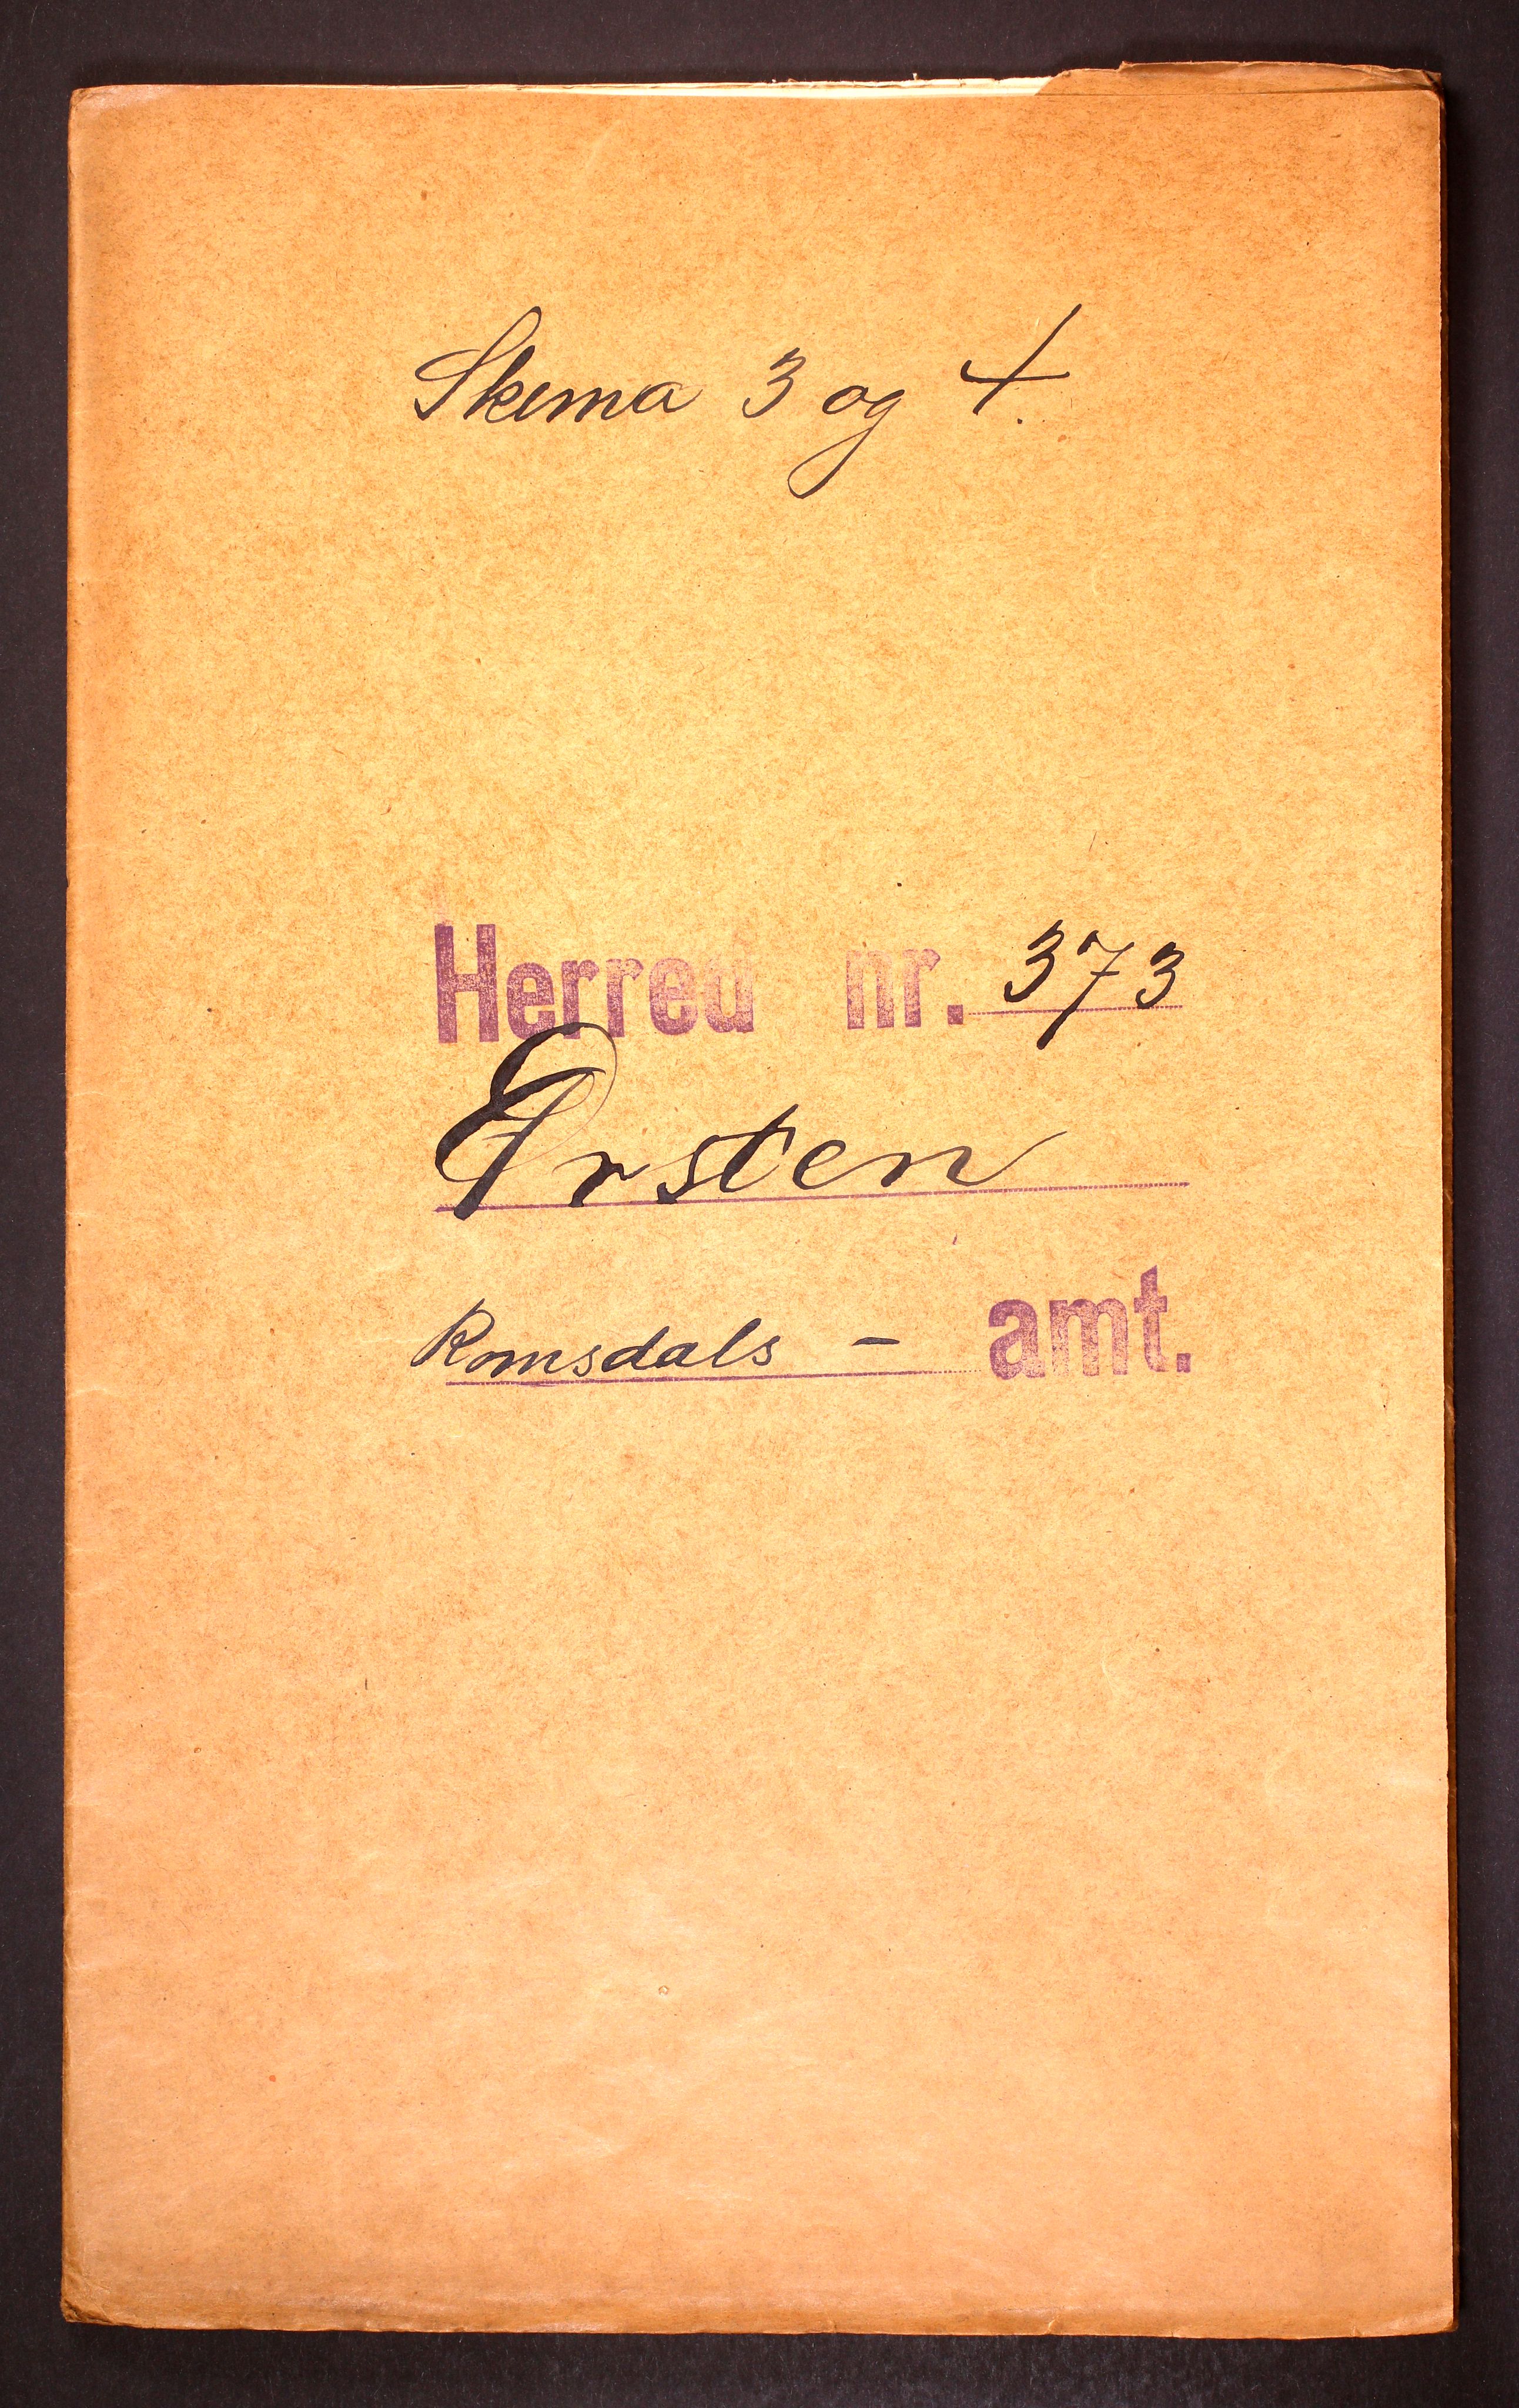 Skema 3 og 4.
Herred nr. 373
Ørsten
Romsdals - amt.